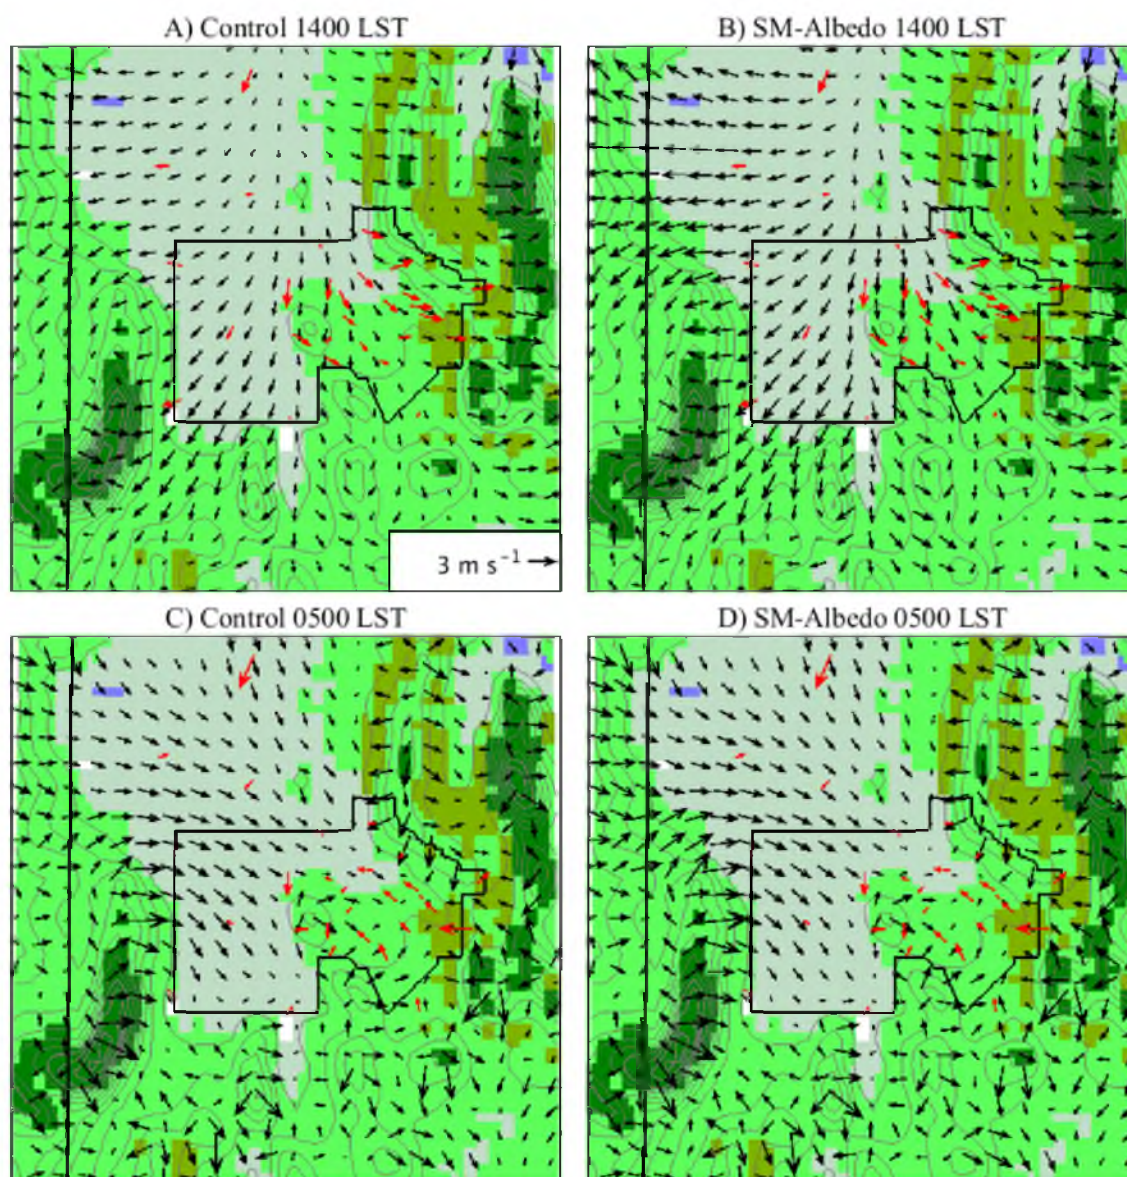 A) Control 1400 LST
B) SM-Albedo 1400 LST
3 m s⁻¹
C) Control 0500 LST
D) SM-Albedo 0500 LST